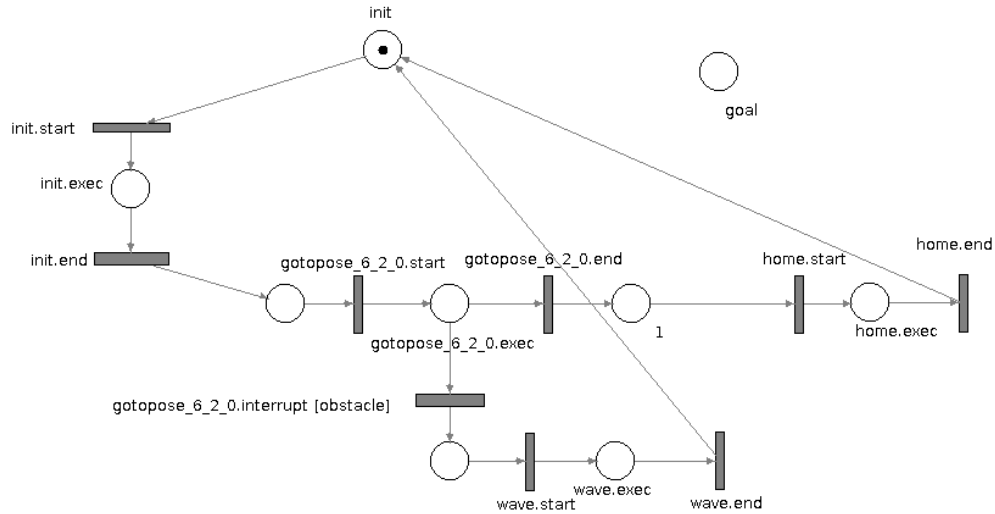 init
goal
init.start
init.exec
init.end
gotopose_6_2_0.start
gotopose_6_2_0.end
home.start
home.end
gotopose_6_2_0.exec
1
home.exec
gotopose_6_2_0.interrupt [obstacle]
wave.start
wave.exec
wave.end